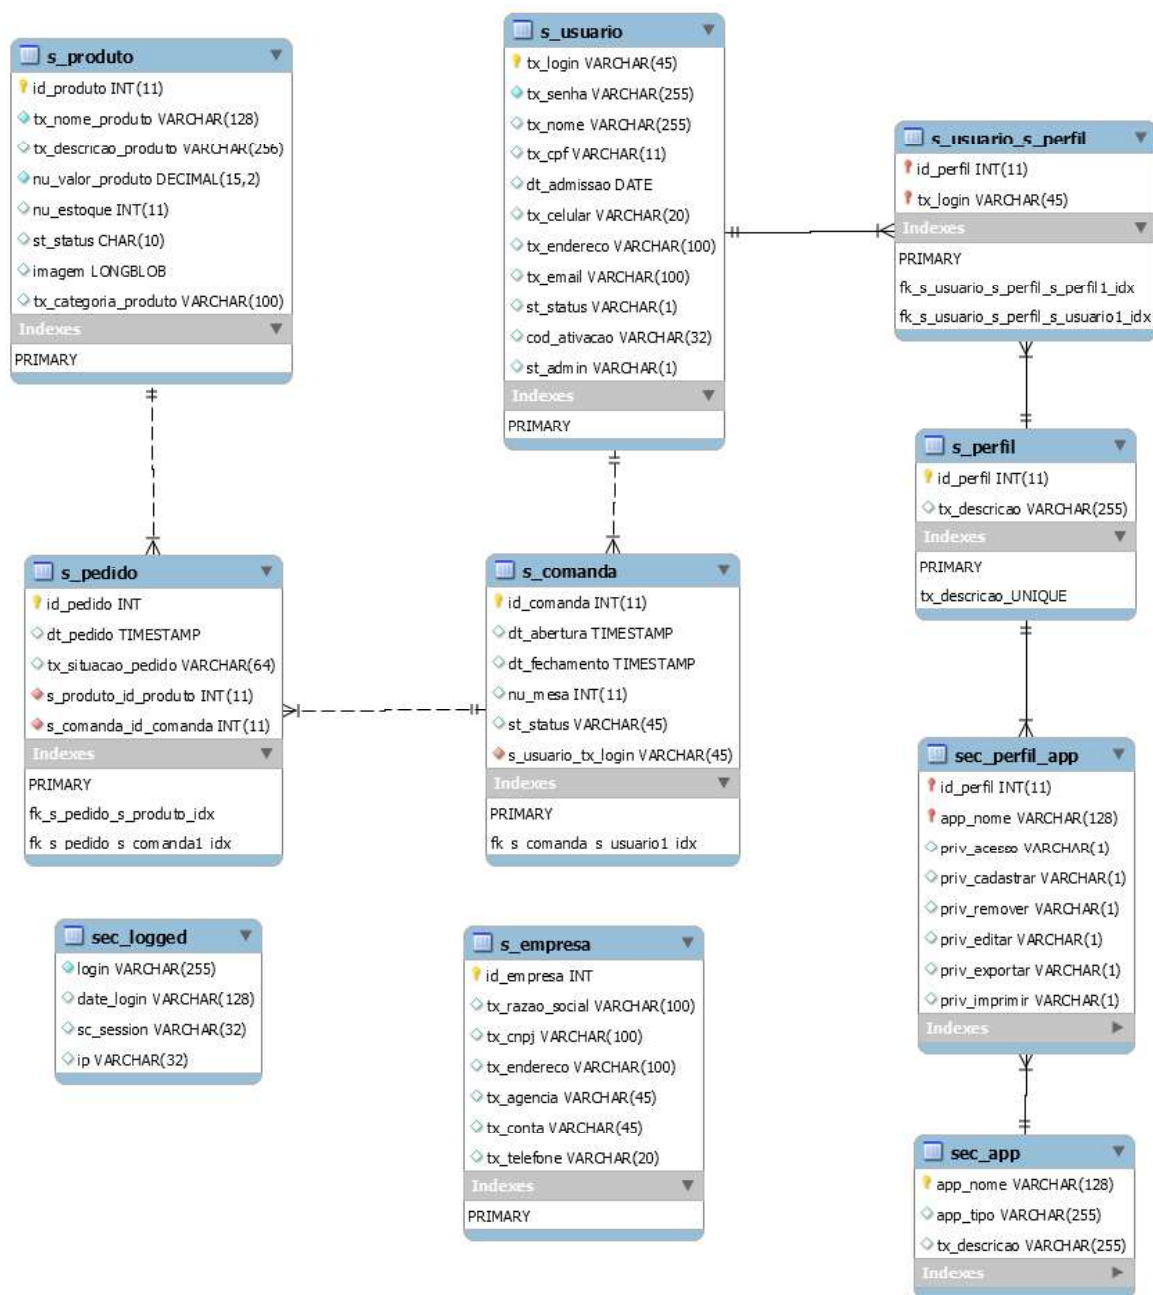 s_produto
id_produto INT(11)
tx_nome_produto VARCHAR(128)
tx_descricao_produto VARCHAR(256)
nu_valor_produto DECIMAL(15,2)
nu_estoque INT(11)
st_status CHAR(10)
imagem LONGBLOB
tx_categoria_produto VARCHAR(100)
Indexes
PRIMARY
s_usuario
tx_login VARCHAR(45)
tx_senha VARCHAR(255)
tx_nome VARCHAR(255)
tx_cpf VARCHAR(11)
dt_admissao DATE
tx_celular VARCHAR(20)
tx_endereco VARCHAR(100)
tx_email VARCHAR(100)
st_status VARCHAR(1)
cod_ativacao VARCHAR(32)
st_admin VARCHAR(1)
Indexes
PRIMARY
s_usuario_s_perfil
id_perfil INT(11)
tx_login VARCHAR(45)
Indexes
PRIMARY
fk_s_usuario_s_perfil_s_perfil1_idx
fk_s_usuario_s_perfil_s_usuario1_idx
s_perfil
id_perfil INT(11)
tx_descricao VARCHAR(255)
Indexes
PRIMARY
tx_descricao_UNIQUE
s_pedido
id_pedido INT
dt_pedido TIMESTAMP
tx_situacao_pedido VARCHAR(64)
s_produto_id_produto INT(11)
s_comanda_id_comanda INT(11)
Indexes
PRIMARY
fk_s_pedido_s_produto_idx
fk_s_pedido_s_comanda1_idx
s_comanda
id_comanda INT(11)
dt_abertura TIMESTAMP
dt_fechamento TIMESTAMP
nu_mesa INT(11)
st_status VARCHAR(45)
s_usuario_tx_login VARCHAR(45)
Indexes
PRIMARY
fk_s_comanda_s_usuario1_idx
sec_perfil_app
id_perfil INT(11)
app_nome VARCHAR(128)
priv_acesso VARCHAR(1)
priv_cadastrar VARCHAR(1)
priv_remover VARCHAR(1)
priv_editar VARCHAR(1)
priv_exportar VARCHAR(1)
priv_imprimir VARCHAR(1)
Indexes
sec_logged
login VARCHAR(255)
date_login VARCHAR(128)
sc_session VARCHAR(32)
ip VARCHAR(32)
s_empresa
id_empresa INT
tx_razao_social VARCHAR(100)
tx_cnpj VARCHAR(100)
tx_endereco VARCHAR(100)
tx_agencia VARCHAR(45)
tx_conta VARCHAR(45)
tx_telefone VARCHAR(20)
Indexes
PRIMARY
sec_app
app_nome VARCHAR(128)
app_tipo VARCHAR(255)
tx_descricao VARCHAR(255)
Indexes